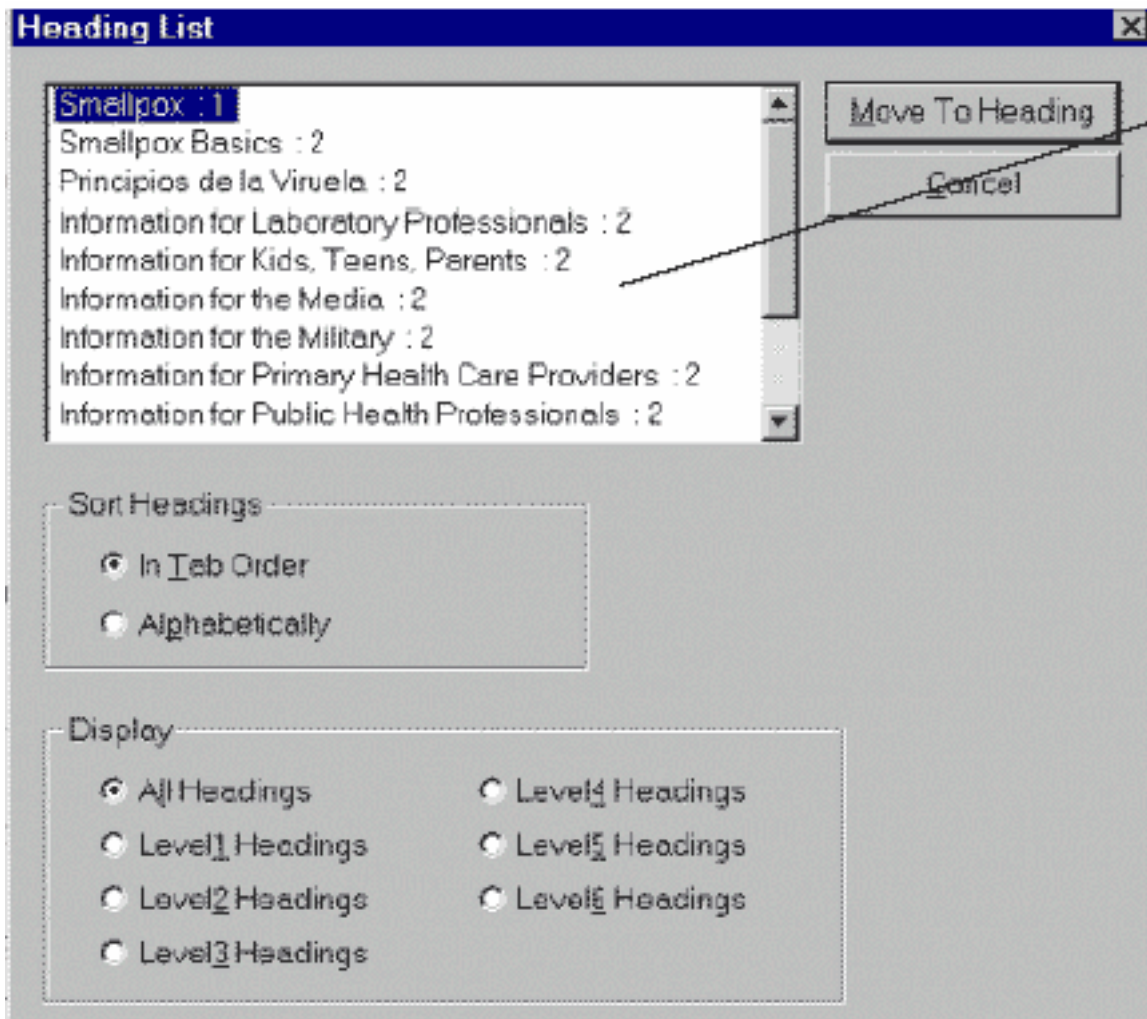 Heading List
Smallpox : 1
Smallpox Basics : 2
Principios de la Viruela : 2
Information for Laboratory Professionals : 2
Information for Kids, Teens, Parents : 2
Information for the Media : 2
Information for the Military : 2
Information for Primary Health Care Providers : 2
Information for Public Health Professionals : 2
Move To Heading
Cancel
Sort Headings
In Tab Order
Alphabetically
Display
All Headings
Level1 Headings
Level2 Headings
Level3 Headings
Level4 Headings
Level5 Headings
Level6 Headings